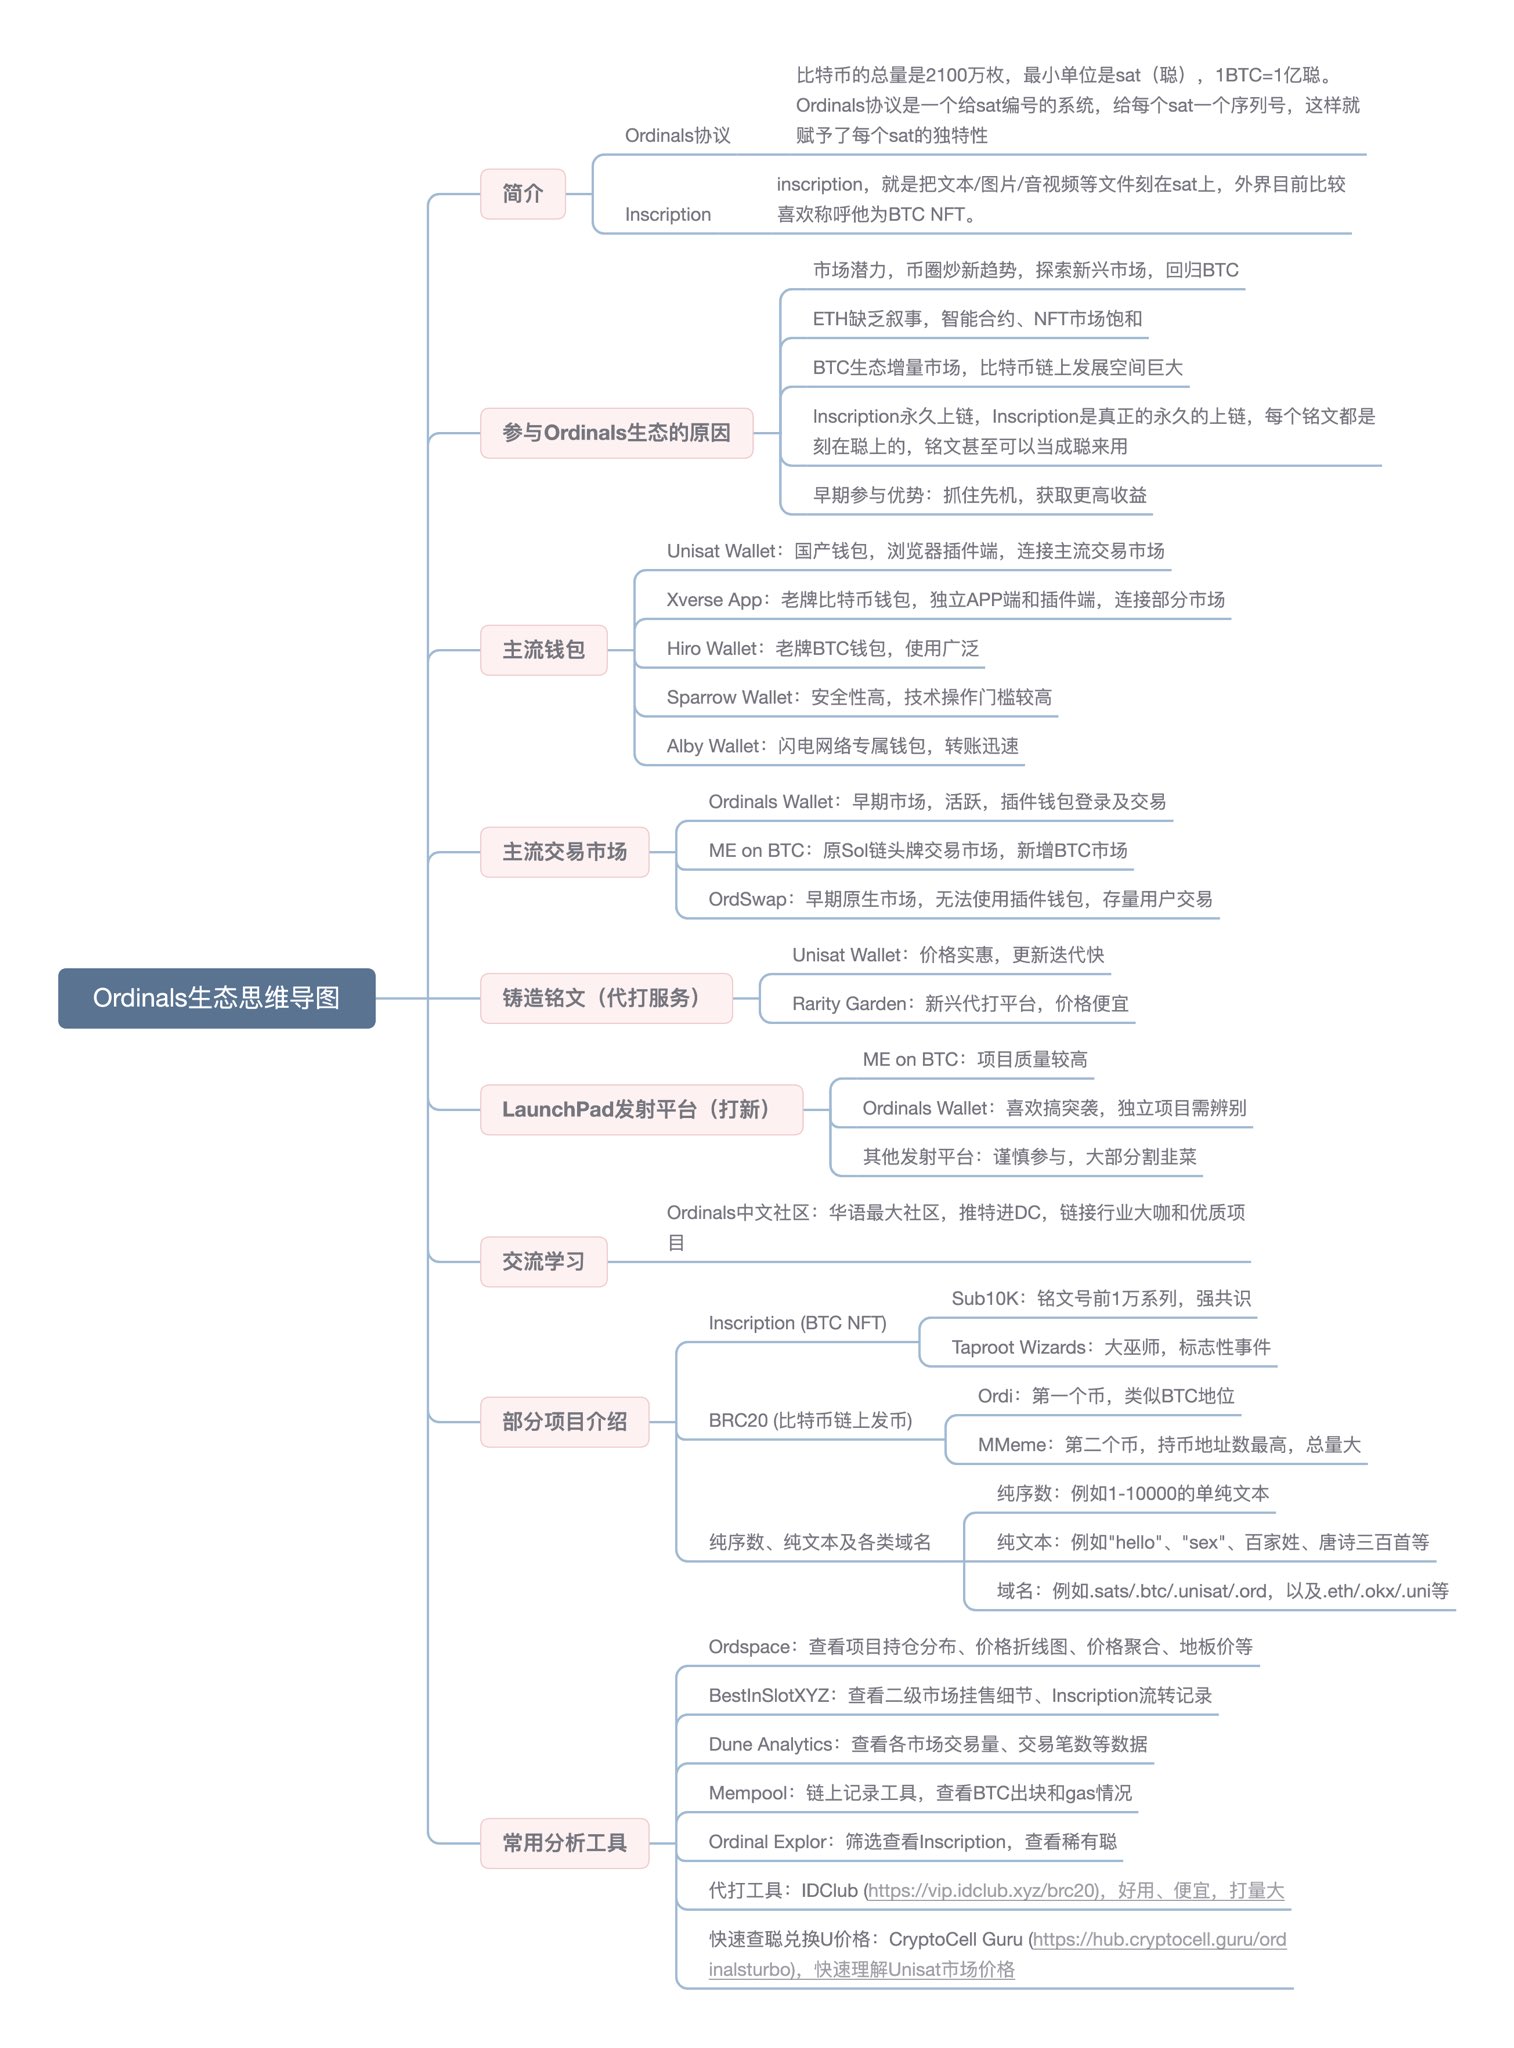 Ordinals生态思维导图
简介
Ordinals协议
比特币的总量是2100万枚，最小单位是sat（聪），1BTC=1亿聪。
Ordinals协议是一个给sat编号的系统，给每个sat一个序列号，这样就
赋予了每个sat的独特性
Inscription
inscription，就是把文本/图片/音视频等文件刻在sat上，外界目前比较
喜欢称呼他为BTC NFT。
参与Ordinals生态的原因
市场潜力，币圈炒新趋势，探索新兴市场，回归BTC
ETH缺乏叙事，智能合约、NFT市场饱和
BTC生态增量市场，比特币链上发展空间巨大
Inscription永久上链，Inscription是真正的永久的上链，每个铭文都是
刻在聪上的，铭文甚至可以当成聪来用
早期参与优势：抓住先机，获取更高收益
主流钱包
Unisat Wallet：国产钱包，浏览器插件端，连接主流交易市场
Xverse App：老牌比特币钱包，独立APP端和插件端，连接部分市场
Hiro Wallet：老牌BTC钱包，使用广泛
Sparrow Wallet：安全性高，技术操作门槛较高
Alby Wallet：闪电网络专属钱包，转账迅速
主流交易市场
Ordinals Wallet：早期市场，活跃，插件钱包登录及交易
ME on BTC：原Sol链头牌交易市场，新增BTC市场
OrdSwap：早期原生市场，无法使用插件钱包，存量用户交易
铸造铭文（代打服务）
Unisat Wallet：价格实惠，更新迭代快
Rarity Garden：新兴代打平台，价格便宜
LaunchPad发射平台（打新）
ME on BTC：项目质量较高
Ordinals Wallet：喜欢搞突袭，独立项目需辨别
其他发射平台：谨慎参与，大部分割韭菜
交流学习
Ordinals中文社区：华语最大社区，推特进DC，链接行业大咖和优质项
目
部分项目介绍
Inscription (BTC NFT)
Sub10K：铭文号前1万系列，强共识
Taproot Wizards：大巫师，标志性事件
BRC20 (比特币链上发币)
Ordi：第一个币，类似BTC地位
MMeme：第二个币，持币地址数最高，总量大
纯序数、纯文本及各类域名
纯序数：例如1-10000的单纯文本
纯文本：例如"hello"、"sex"、百家姓、唐诗三百首等
域名：例如.sats/.btc/.unisat/.ord，以及.eth/.okx/.uni等
常用分析工具
Ordspace：查看项目持仓分布、价格折线图、价格聚合、地板价等
BestInSlotXYZ：查看二级市场挂售细节、Inscription流转记录
Dune Analytics：查看各市场交易量、交易笔数等数据
Mempool：链上记录工具，查看BTC出块和gas情况
Ordinal Explor：筛选查看Inscription，查看稀有聪
代打工具：IDClub (https://vip.idclub.xyz/brc20)，好用、便宜，打量大
快速查聪兑换U价格：CryptoCell Guru (https://hub.cryptocell.guru/ord
inalsturbo)，快速理解Unisat市场价格